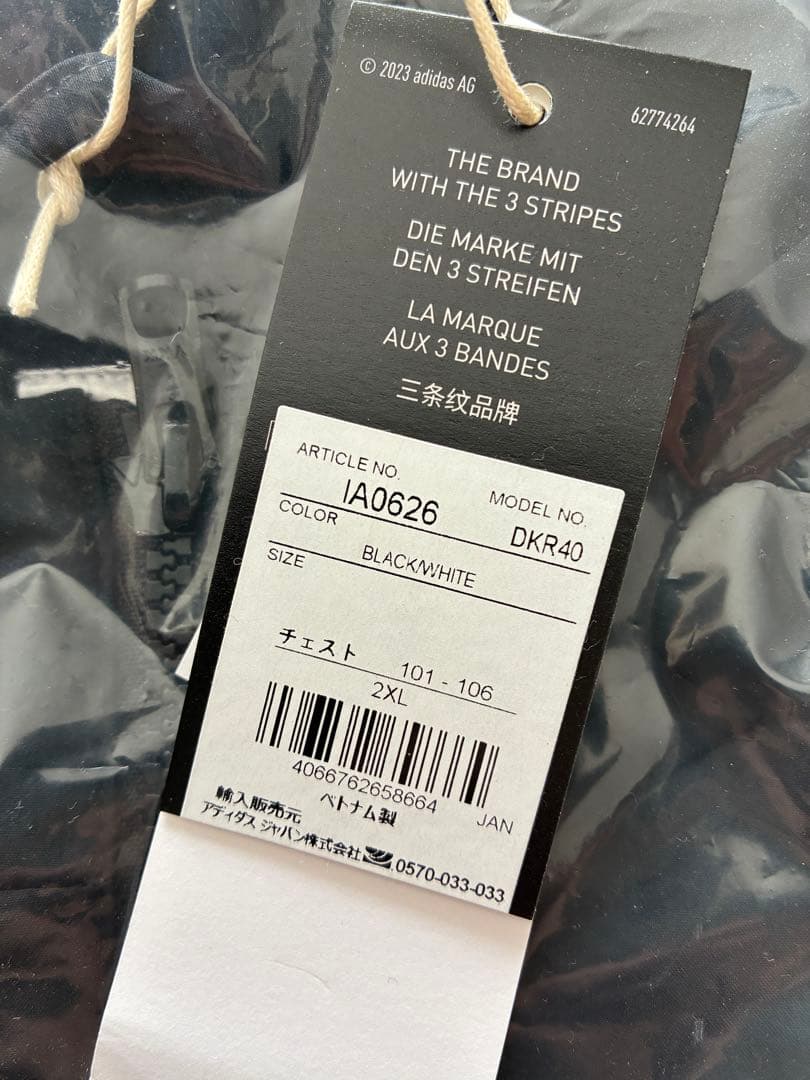 © 2023 adidas AG
62774264
THE BRAND
WITH THE 3 STRIPES
DIE MARKE MIT
DEN 3 STREIFEN
LA MARQUE
AUX 3 BANDES
三条纹品牌
ARTICLE NO.
MODEL NO.
IA0626
DKR40
COLOR
BLACK/WHITE
SIZE
チェスト 101 - 106
2XL
4066762658664
JAN
ベトナム製
輸入販売元
アディダス ジャパン株式会社 0570-033-033